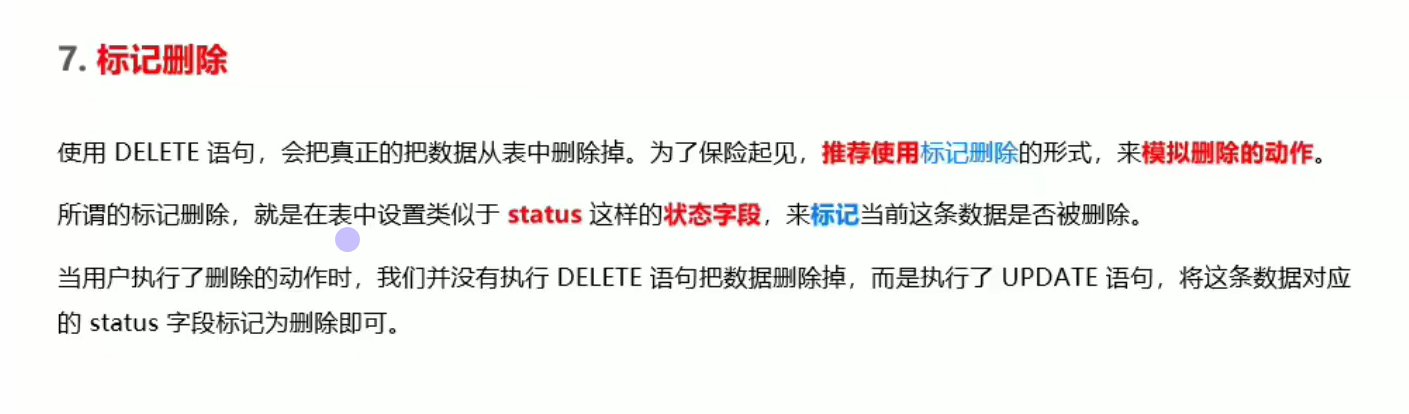 7. 标记删除
使用 DELETE 语句，会把真正的把数据从表中删除掉。为了保险起见，推荐使用标记删除的形式，来模拟删除的动作。
所谓的标记删除，就是在表中设置类似于 status 这样的状态字段，来标记当前这条数据是否被删除。
当用户执行了删除的动作时，我们并没有执行 DELETE 语句把数据删除掉，而是执行了 UPDATE 语句，将这条数据对应
的 status 字段标记为删除即可。